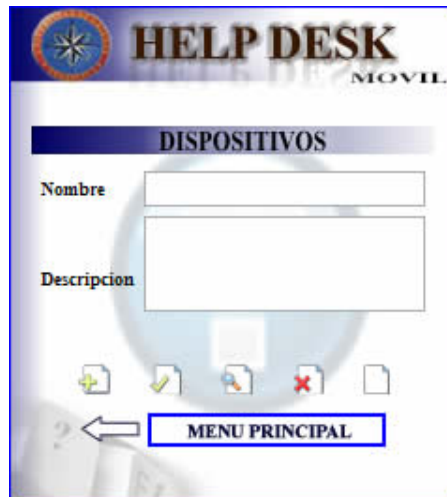 HELP DESK
MOVIL
DISPOSITIVOS
Nombre
Descripcion
?
MENU PRINCIPAL